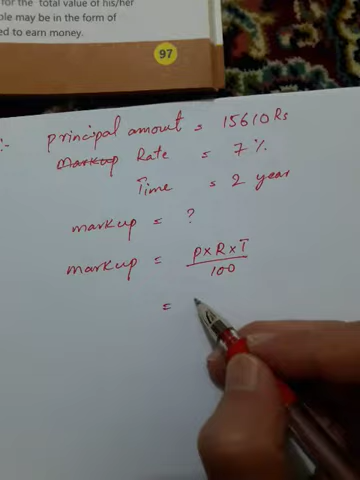 for the total value of his/her
ble may be in the form of
ed to earn money.
97
:- principal amount = 15610 Rs
markup Rate = 7 %
Time = 2 year
markup = ?
markup = P×R×T
100
=